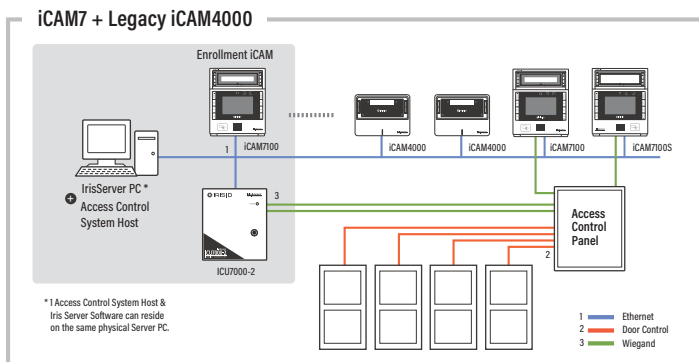 iCAM7 + Legacy iCAM4000
Enrollment iCAM
1
iCAM7100
iCAM4000
iCAM4000
iCAM7100
iCAM7100S
IrisServer PC *
+ Access Control
System Host
IRISID
3
ICU7000-2
Access
Control
Panel
2
* 1 Access Control System Host &
Iris Server Software can reside
on the same physical Server PC.
1 Ethernet
2 Door Control
3 Wiegand